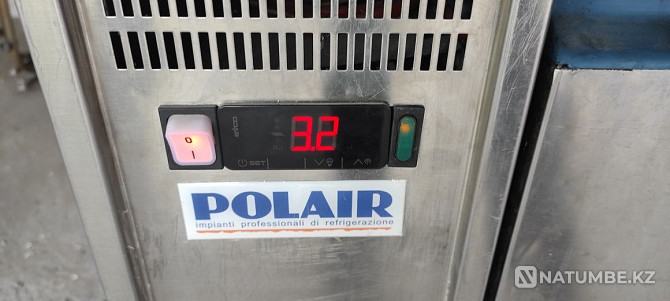 evco
3.2
O
I
SET
POLAIR
impianti professionali di refrigerazione
NATUMBE.KZ